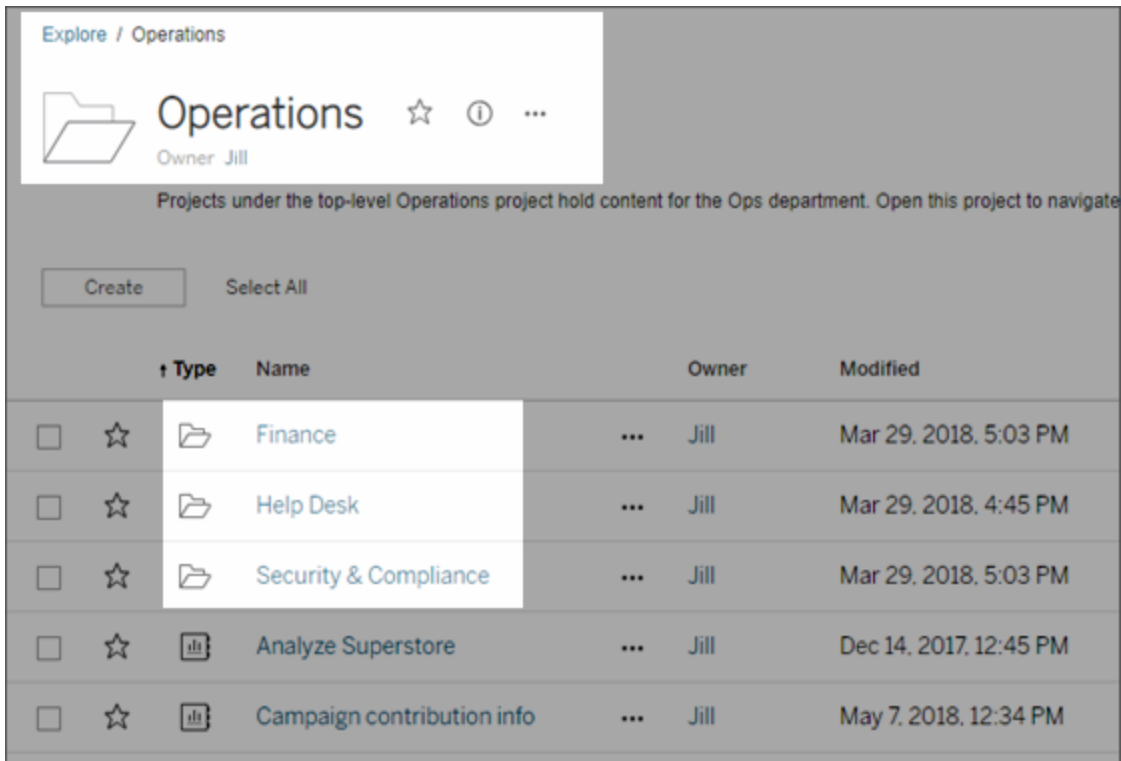 Explore / Operations
Operations
Owner Jill
Projects under the top-level Operations project hold content for the Ops department. Open this project to navigate
Create Select All
↑ Type Name Owner Modified
Finance ... Jill Mar 29, 2018, 5:03 PM
Help Desk ... Jill Mar 29, 2018, 4:45 PM
Security & Compliance ... Jill Mar 29, 2018, 5:03 PM
Analyze Superstore ... Jill Dec 14, 2017, 12:45 PM
Campaign contribution info ... Jill May 7, 2018, 12:34 PM